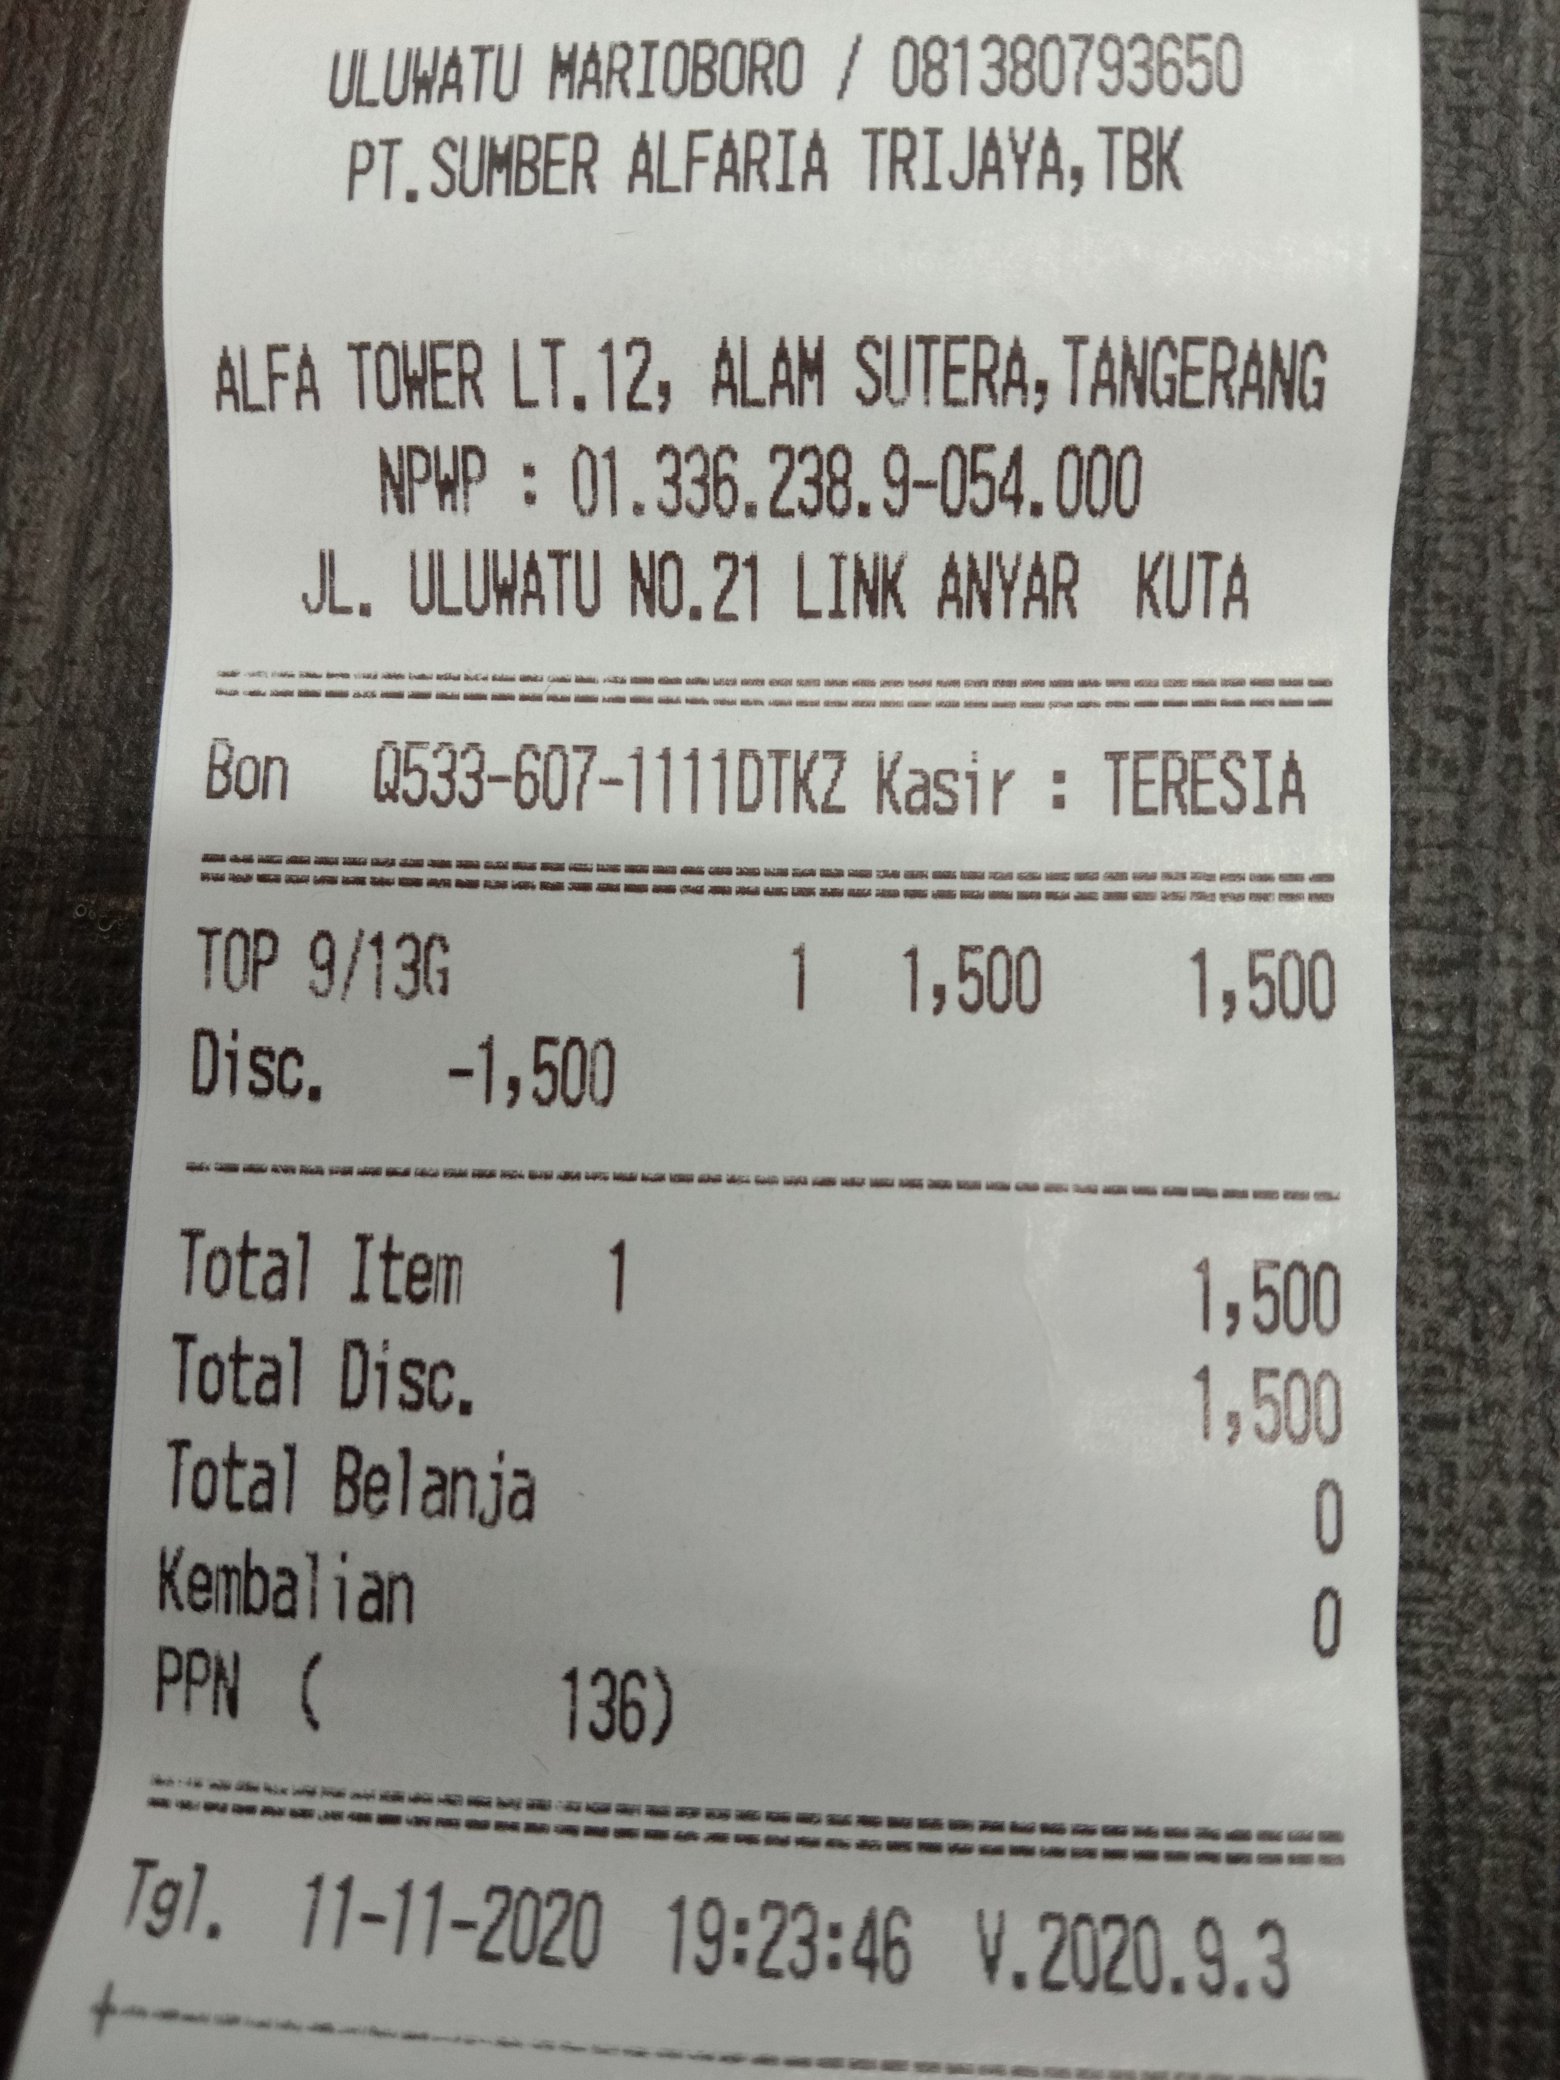 ULUWATU MARIOBORO / 081380793650
PT.SUMBER ALFARIA TRIJAYA,TBK
ALFA TOWER LT.12, ALAM SUTERA,TANGERANG
NPWP : 01.336.238.9-054.000
JL. ULUWATU NO.21 LINK ANYAR KUTA
Bon Q533-607-1111DTKZ Kasir : TERESIA
TOP 9/13G 1 1,500 1,500
Disc. -1,500
Total Item 1 1,500
Total Disc. 1,500
Total Belanja 0
Kembalian 0
PPN ( 136)
Tgl. 11-11-2020 19:23:46 V.2020.9.3